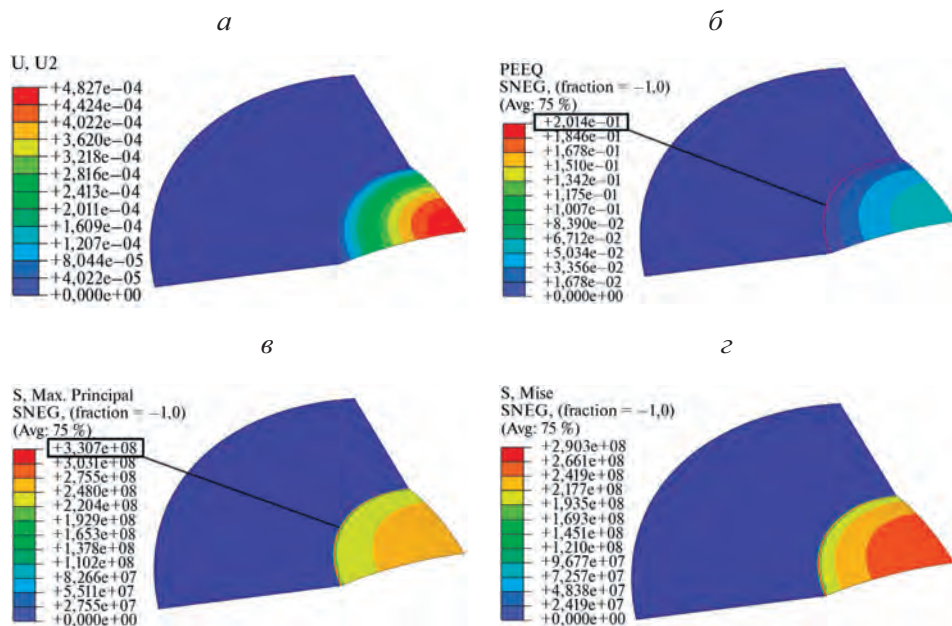 а
U, U2
+4,827e−04
+4,424e−04
+4,022e−04
+3,620e−04
+3,218e−04
+2,816e−04
+2,413e−04
+2,011e−04
+1,609e−04
+1,207e−04
+8,044e−05
+4,022e−05
+0,000e+00
б
PEEQ
SNEG, (fraction = −1,0)
(Avg: 75 %)
+2,014e−01
+1,846e−01
+1,678e−01
+1,510e−01
+1,342e−01
+1,175e−01
+1,007e−01
+8,390e−02
+6,712e−02
+5,034e−02
+3,356e−02
+1,678e−02
+0,000e+00
в
S, Max. Principal
SNEG, (fraction = −1,0)
(Avg: 75 %)
+3,307e+08
+3,031e+08
+2,755e+08
+2,480e+08
+2,204e+08
+1,929e+08
+1,653e+08
+1,378e+08
+1,102e+08
+8,266e+07
+5,511e+07
+2,755e+07
+0,000e+00
г
S, Mise
SNEG, (fraction = −1,0)
(Avg: 75 %)
+2,903e+08
+2,661e+08
+2,419e+08
+2,177e+08
+1,935e+08
+1,693e+08
+1,451e+08
+1,210e+08
+9,677e+07
+7,257e+07
+4,838e+07
+2,419e+07
+0,000e+00